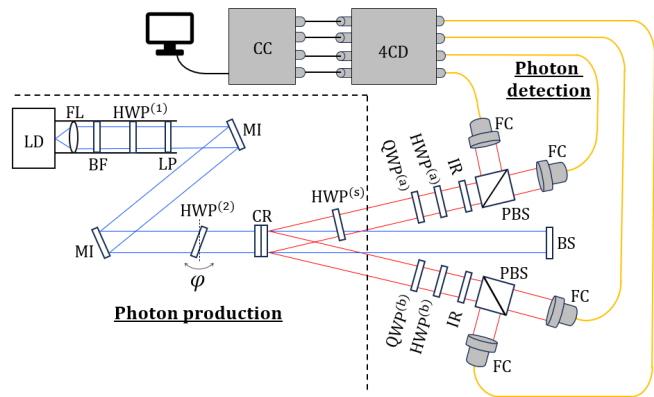 CC
4CD
Photon
detection
FL
HWP⁽¹⁾
MI
LD
BF
LP
FC
FC
QWP⁽ᵃ⁾
HWP⁽ᵃ⁾
IR
PBS
HWP⁽ˢ⁾
HWP⁽²⁾
CR
MI
BS
φ
PBS
Photon production
QWP⁽ᵇ⁾
HWP⁽ᵇ⁾
IR
FC
FC